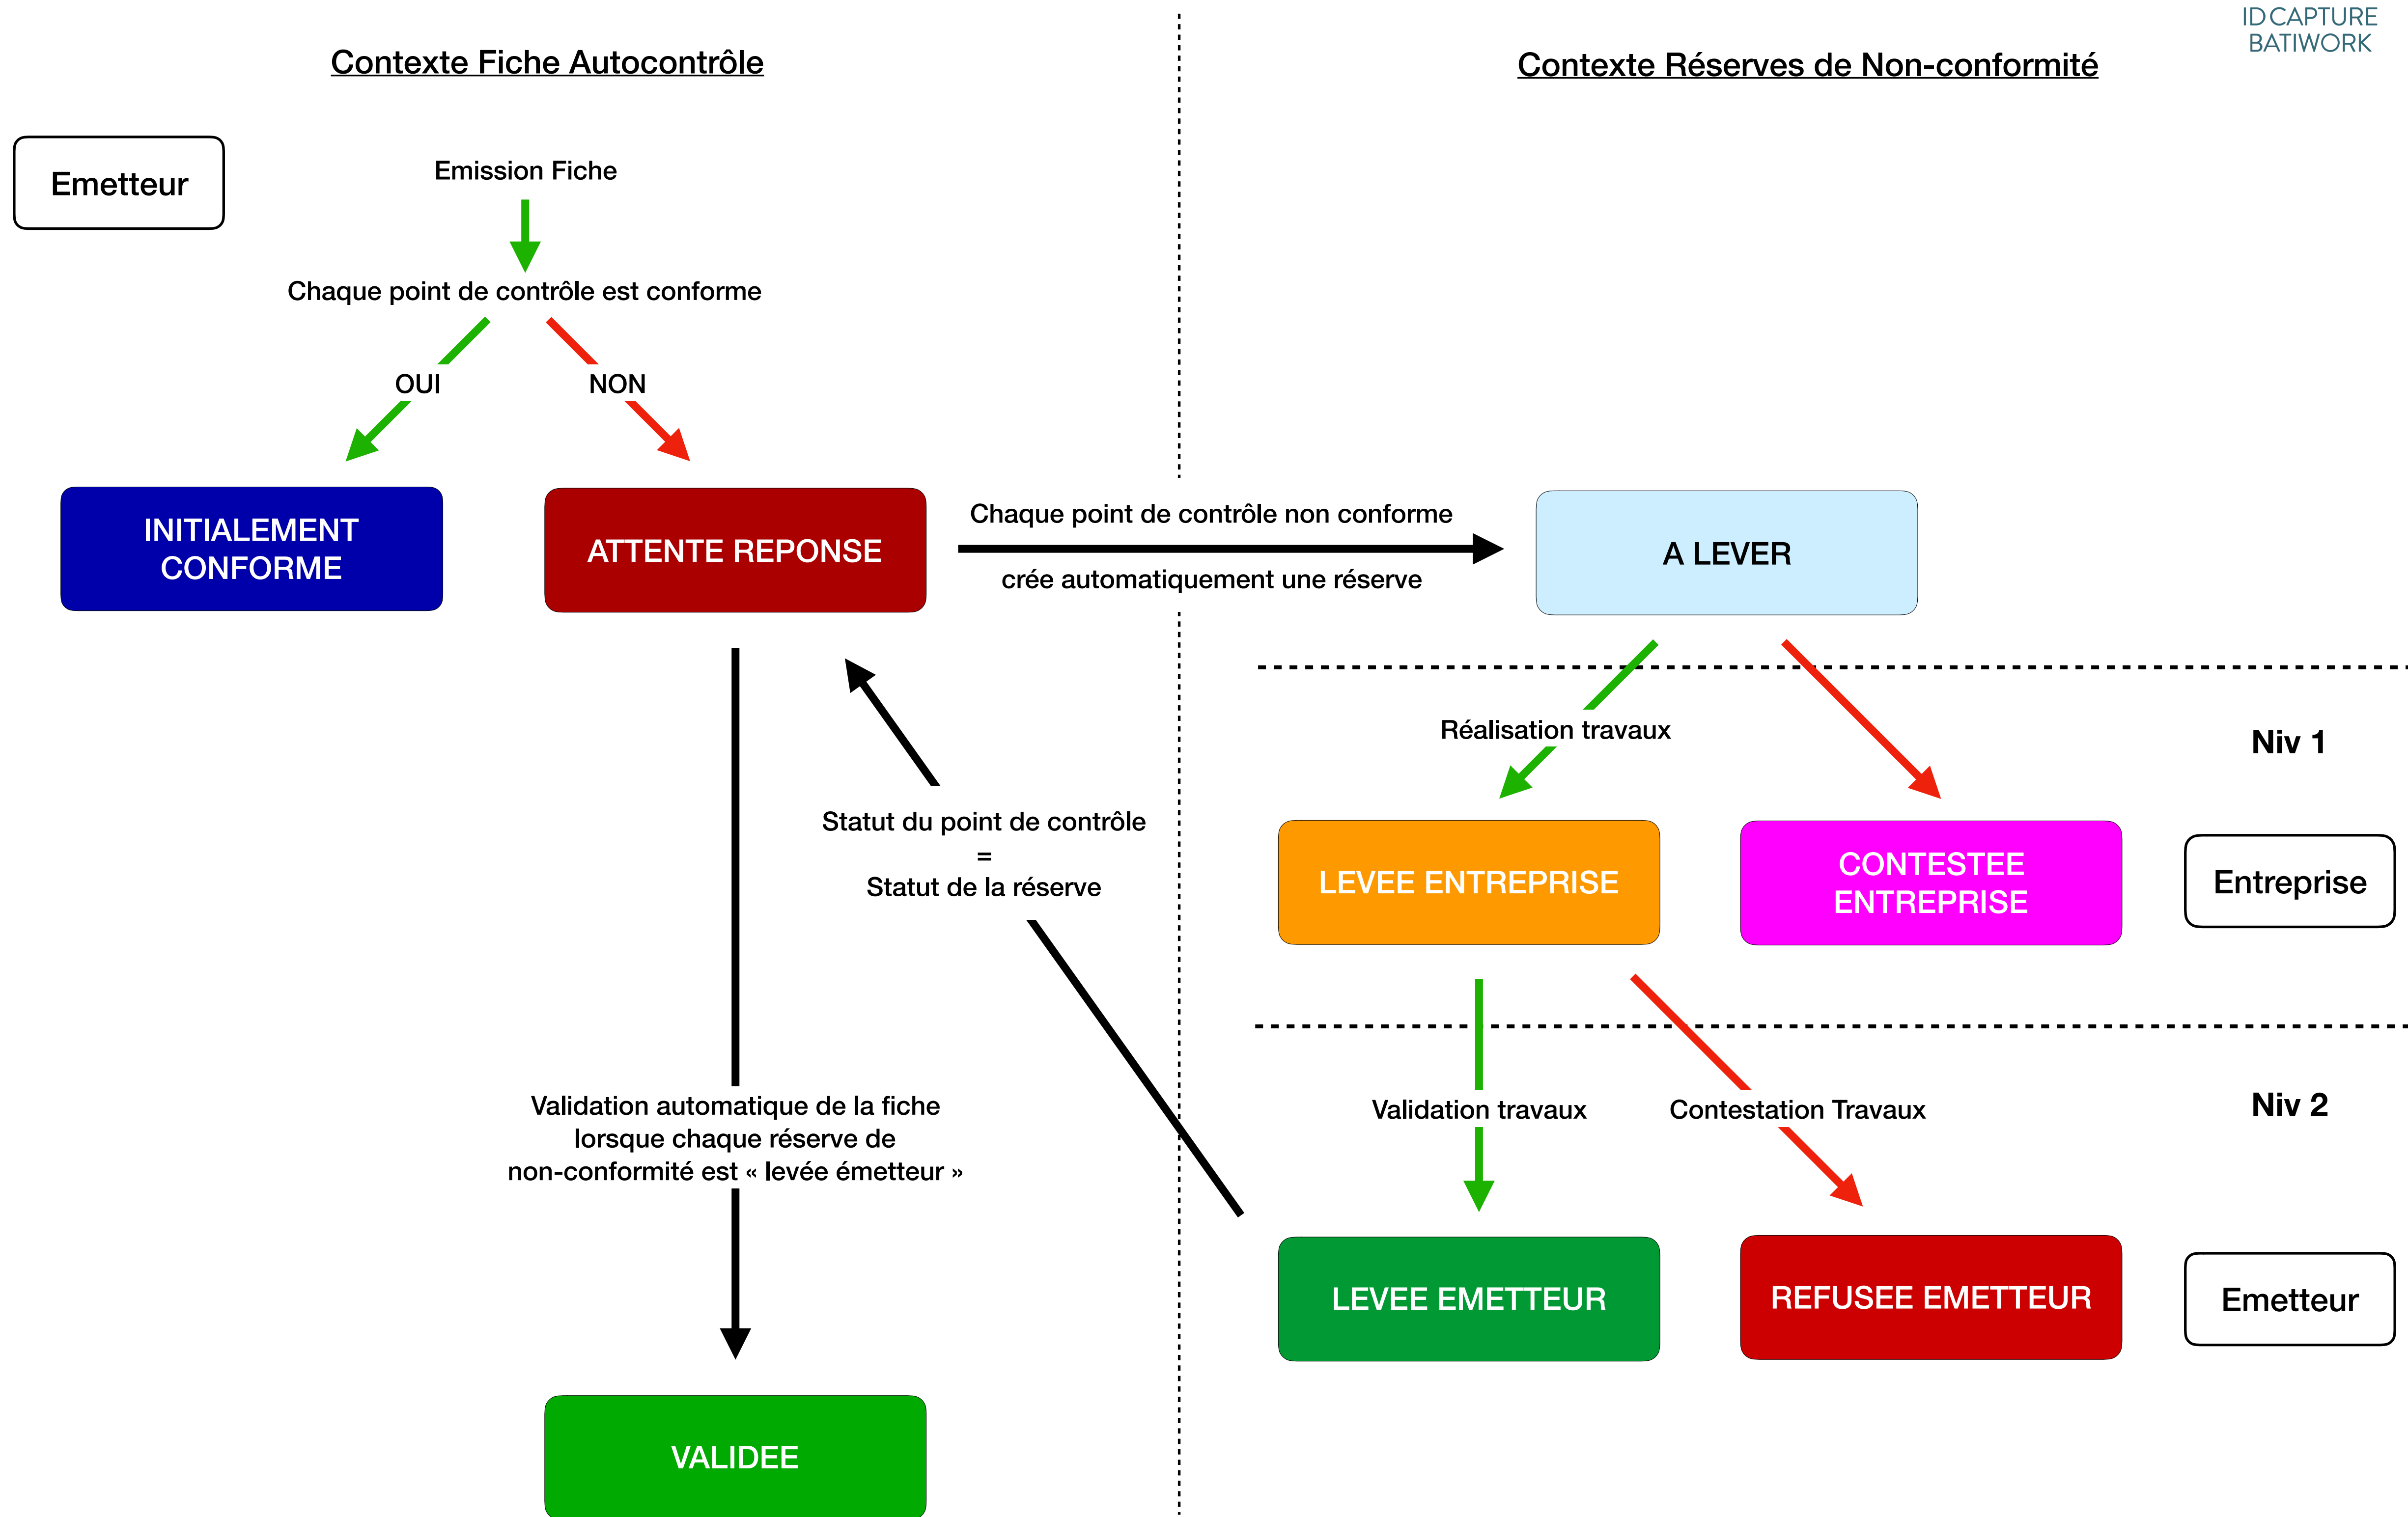 ID CAPTURE
BATIWORK
Contexte Fiche Autocontrôle
Contexte Réserves de Non-conformité
Emetteur
Emission Fiche
Chaque point de contrôle est conforme
OUI
NON
INITIALEMENT
CONFORME
ATTENTE REPONSE
Chaque point de contrôle non conforme
crée automatiquement une réserve
A LEVER
Réalisation travaux
Niv 1
Statut du point de contrôle
=
Statut de la réserve
LEVEE ENTREPRISE
CONTESTEE
ENTREPRISE
Entreprise
Validation automatique de la fiche
lorsque chaque réserve de
non-conformité est « levée émetteur »
Validation travaux
Contestation Travaux
Niv 2
LEVEE EMETTEUR
REFUSEE EMETTEUR
Emetteur
VALIDEE